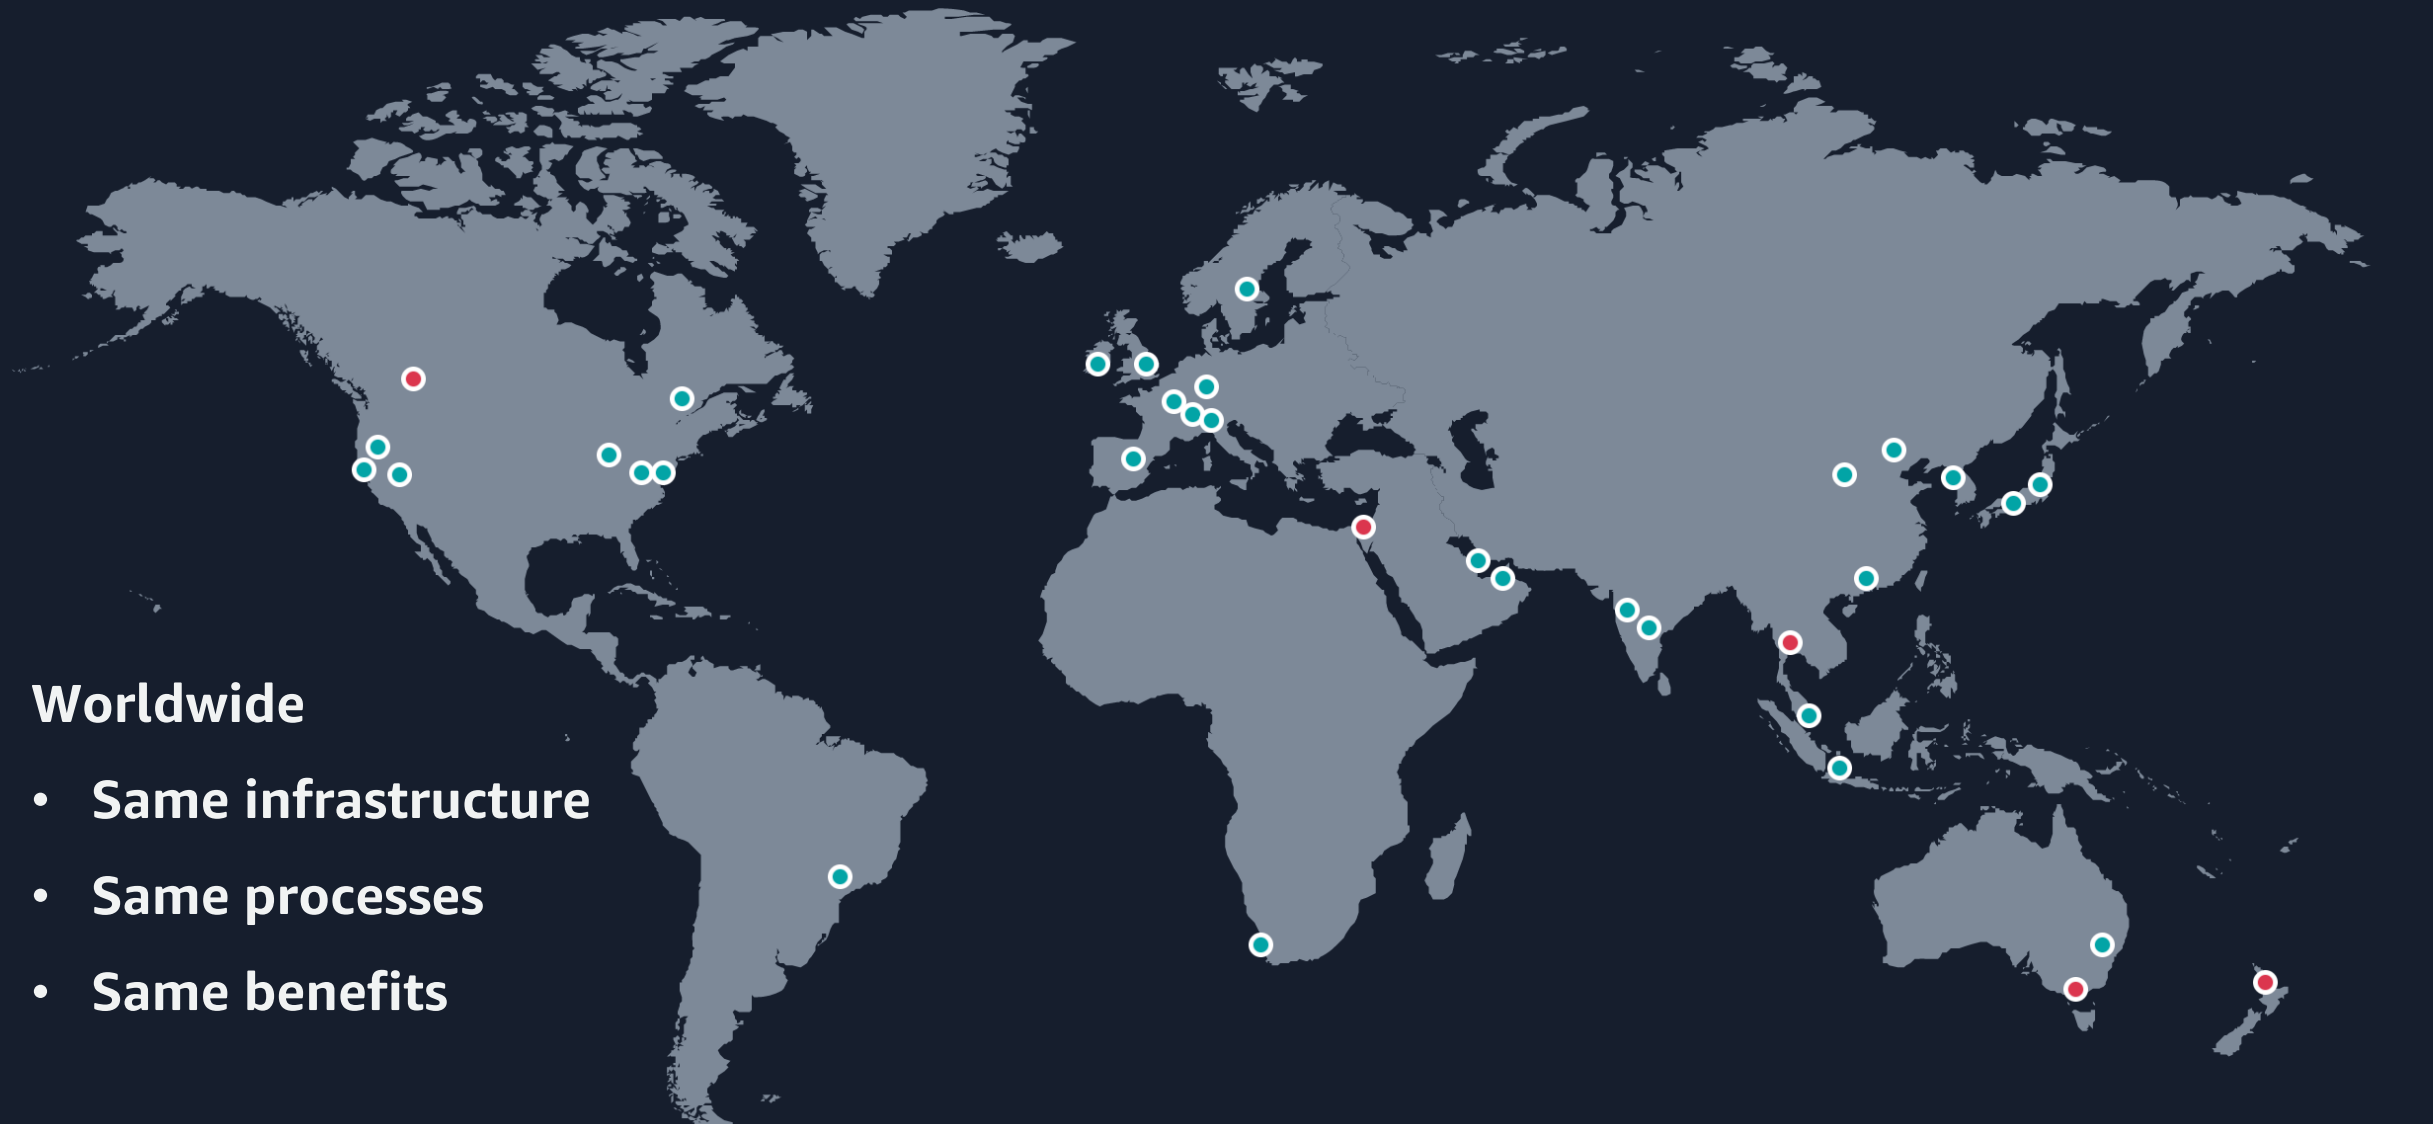 Worldwide
• Same infrastructure
• Same processes
• Same benefits